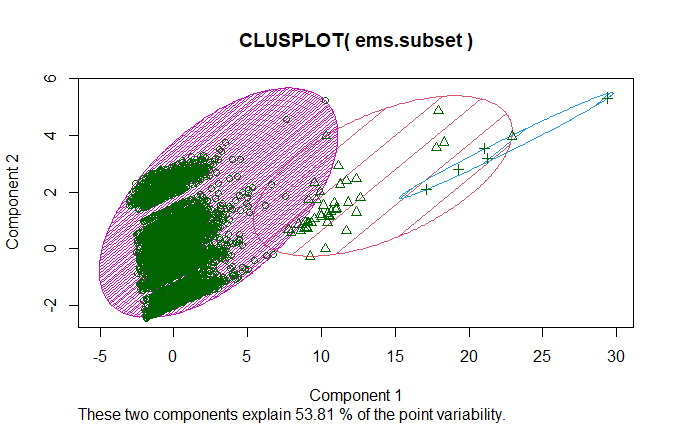 CLUSPLOT( ems.subset )
6
4
2
0
-2
Component 2
-5 0 5 10 15 20 25 30
Component 1
These two components explain 53.81 % of the point variability.